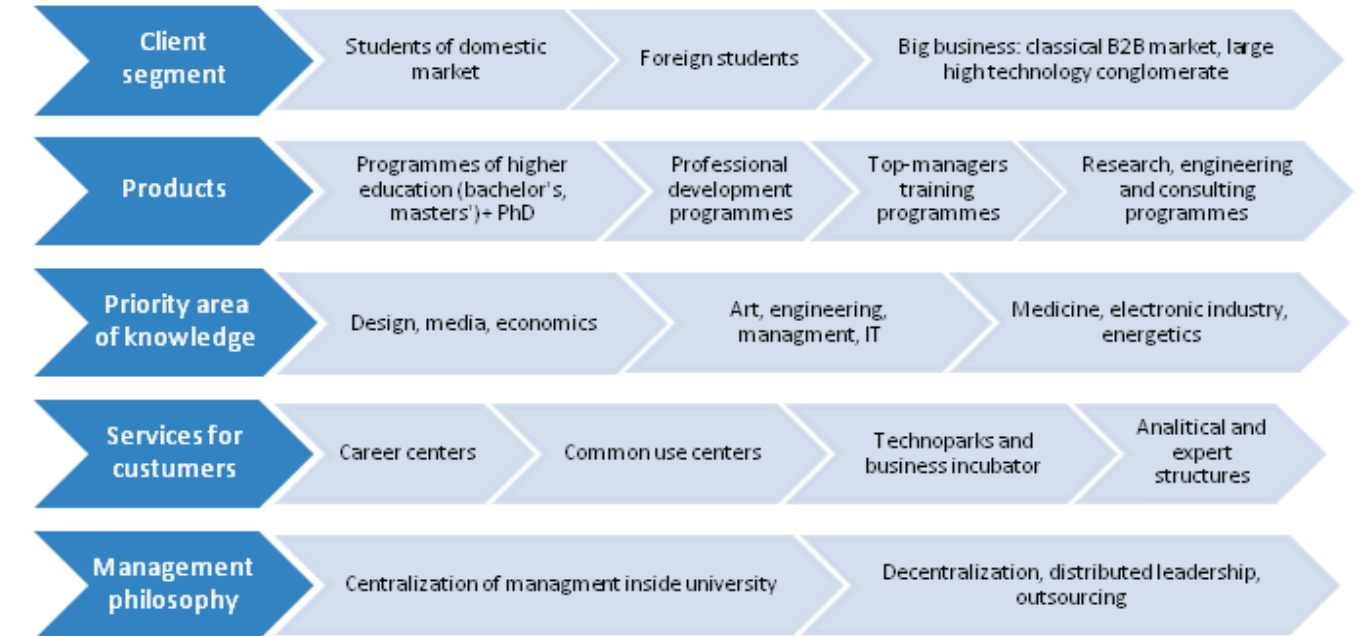 Client
segment
Students of domestic
market
Foreign students
Big business: classical B2B market, large
high technology conglomerate
Products
Programmes of higher
education (bachelor's,
masters')+ PhD
Professional
development
programmes
Top-managers
training
programmes
Research, engineering
and consulting
programmes
Priority area
of knowledge
Design, media, economics
Art, engineering,
managment, IT
Medicine, electronic industry,
energetics
Services for
custumers
Career centers
Common use centers
Technoparks and
business incubator
Analitical and
expert
structures
Management
philosophy
Centralization of managment inside university
Decentralization, distributed leadership,
outsourcing